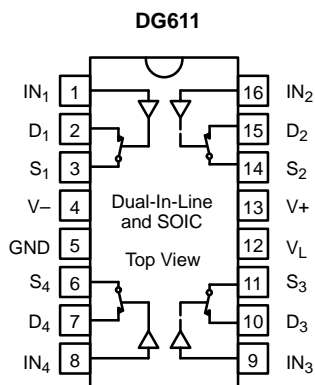 DG611
IN1 1 16 IN2
D1 2 15 D2
S1 3 14 S2
V– 4 Dual-In-Line 13 V+
and SOIC
GND 5 12 VL
Top View
S4 6 11 S3
D4 7 10 D3
IN4 8 9 IN3